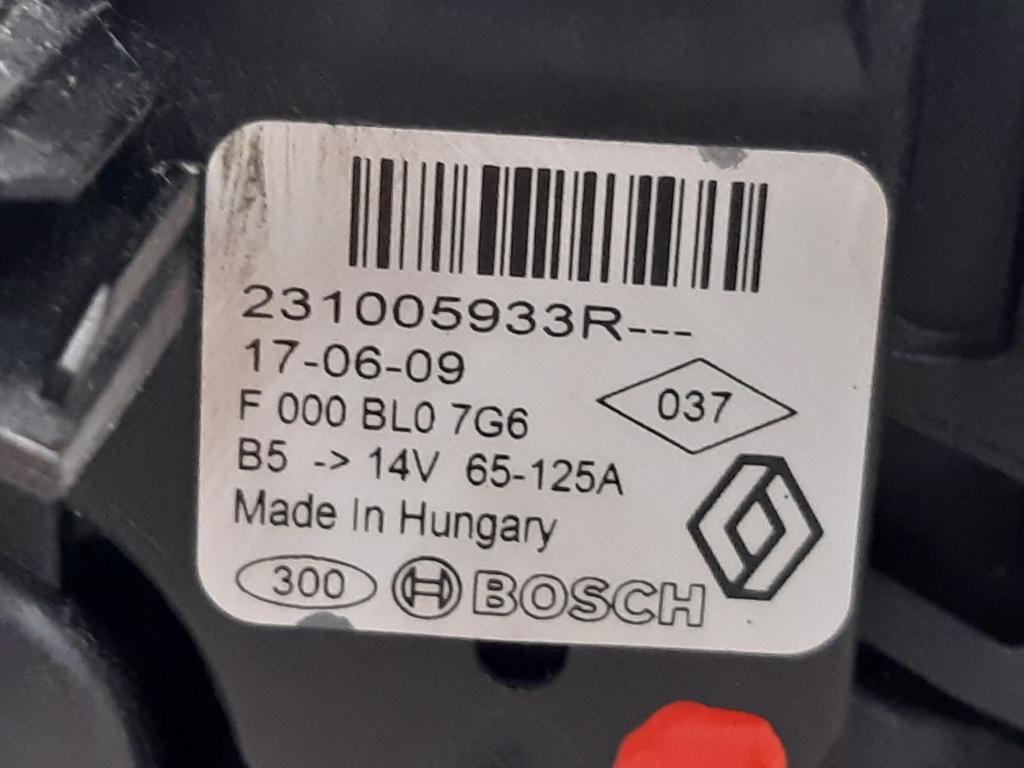 231005933R---
17-06-09
F 000 BL0 7G6
037
B5 -> 14V 65-125A
Made In Hungary
300 BOSCH